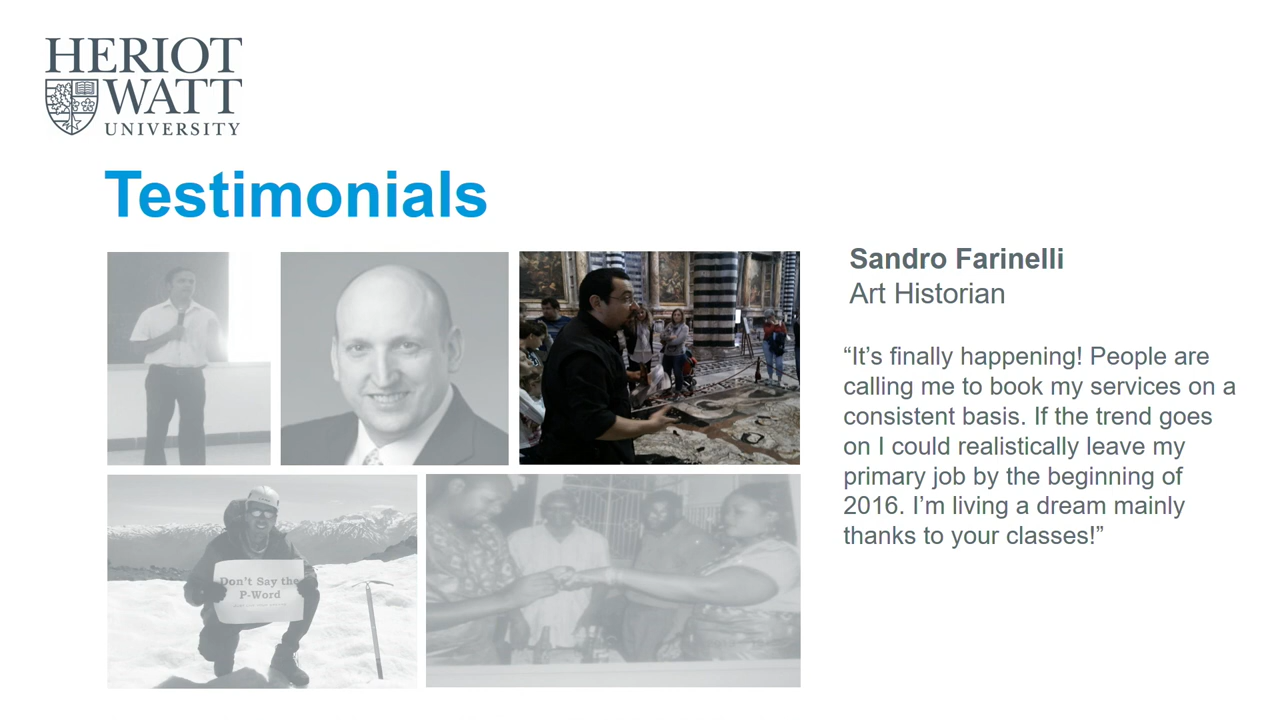 HERIOT
WATT
UNIVERSITY
Testimonials
Sandro Farinelli
Art Historian
“It’s finally happening! People are
calling me to book my services on a
consistent basis. If the trend goes
on I could realistically leave my
primary job by the beginning of
2016. I’m living a dream mainly
thanks to your classes!”
Don’t Say the
P-Word